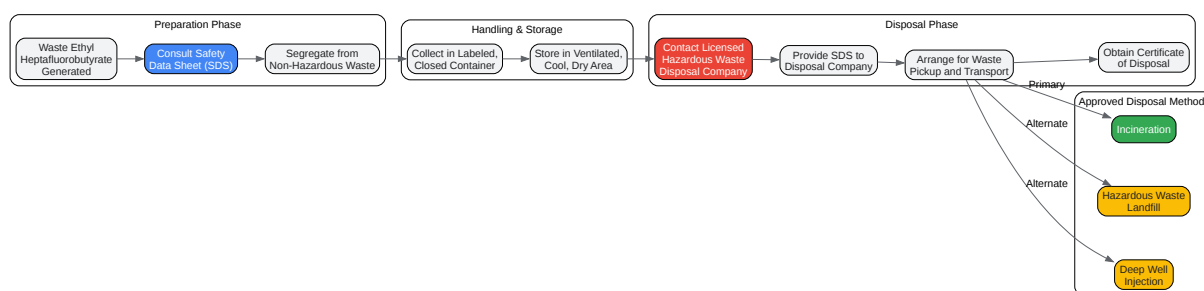 Preparation Phase
Waste Ethyl
Heptafluorobutyrate
Generated
Consult Safety
Data Sheet (SDS)
Segregate from
Non-Hazardous Waste
Handling & Storage
Collect in Labeled,
Closed Container
Store in Ventilated,
Cool, Dry Area
Disposal Phase
Contact Licensed
Hazardous Waste
Disposal Company
Provide SDS to
Disposal Company
Arrange for Waste
Pickup and Transport
Obtain Certificate
of Disposal
Primary
Alternate
Alternate
Approved Disposal Method
Incineration
Hazardous Waste
Landfill
Deep Well
Injection